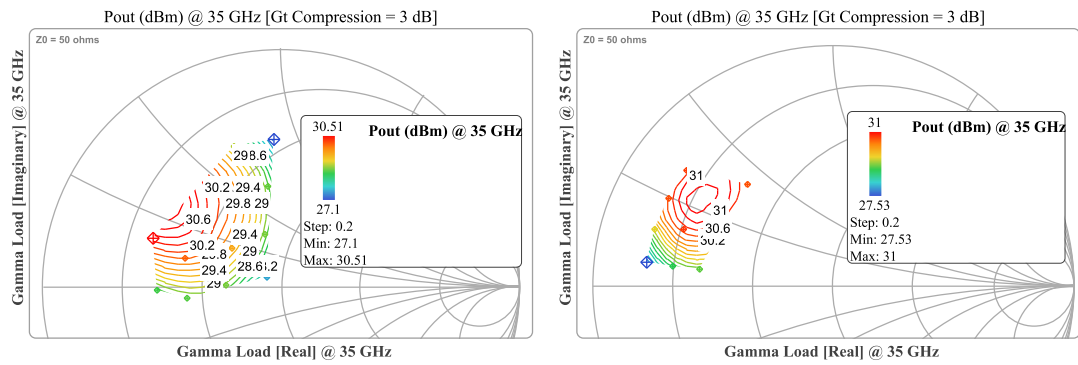 Pout (dBm) @ 35 GHz [Gt Compression = 3 dB]
Z0 = 50 ohms
Gamma Load [Imaginary] @ 35 GHz
30.51
Pout (dBm) @ 35 GHz
27.1
Step: 0.2
Min: 27.1
Max: 30.51
30.2
29.4
29.8
29
30.6
29.4
30.2
29
29.4
29
Gamma Load [Real] @ 35 GHz
Pout (dBm) @ 35 GHz [Gt Compression = 3 dB]
Z0 = 50 ohms
Gamma Load [Imaginary] @ 35 GHz
31
Pout (dBm) @ 35 GHz
27.53
Step: 0.2
Min: 27.53
Max: 31
31
31
30.6
30.2
Gamma Load [Real] @ 35 GHz